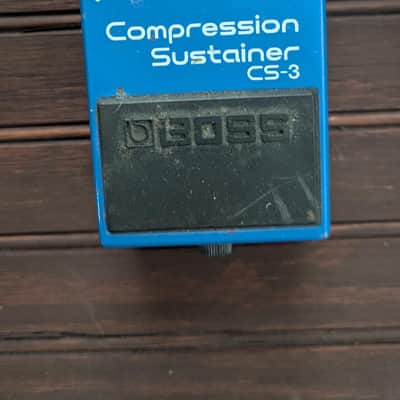 Compression
Sustainer
CS-3
BOSS